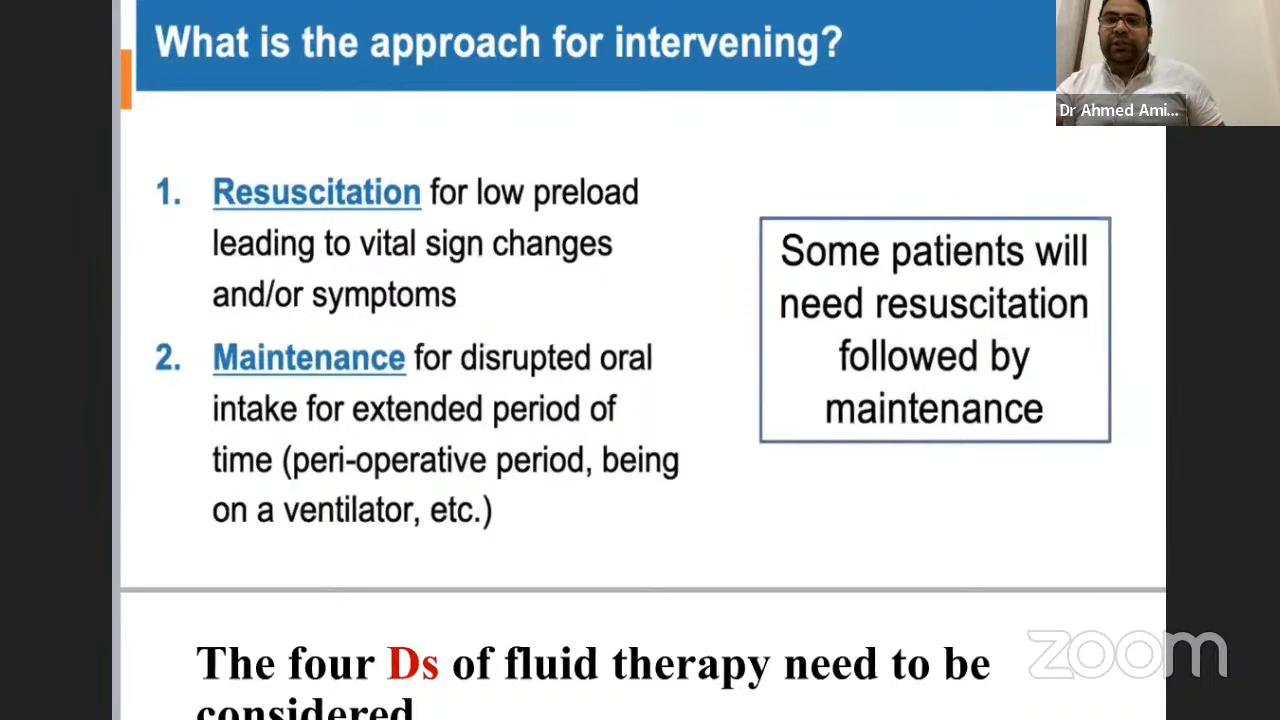 What is the approach for intervening?
Dr Ahmed Ami...
1. Resuscitation for low preload
leading to vital sign changes
and/or symptoms
2. Maintenance for disrupted oral
intake for extended period of
time (peri-operative period, being
on a ventilator, etc.)
Some patients will
need resuscitation
followed by
maintenance
The four Ds of fluid therapy need to be
considered
zoom